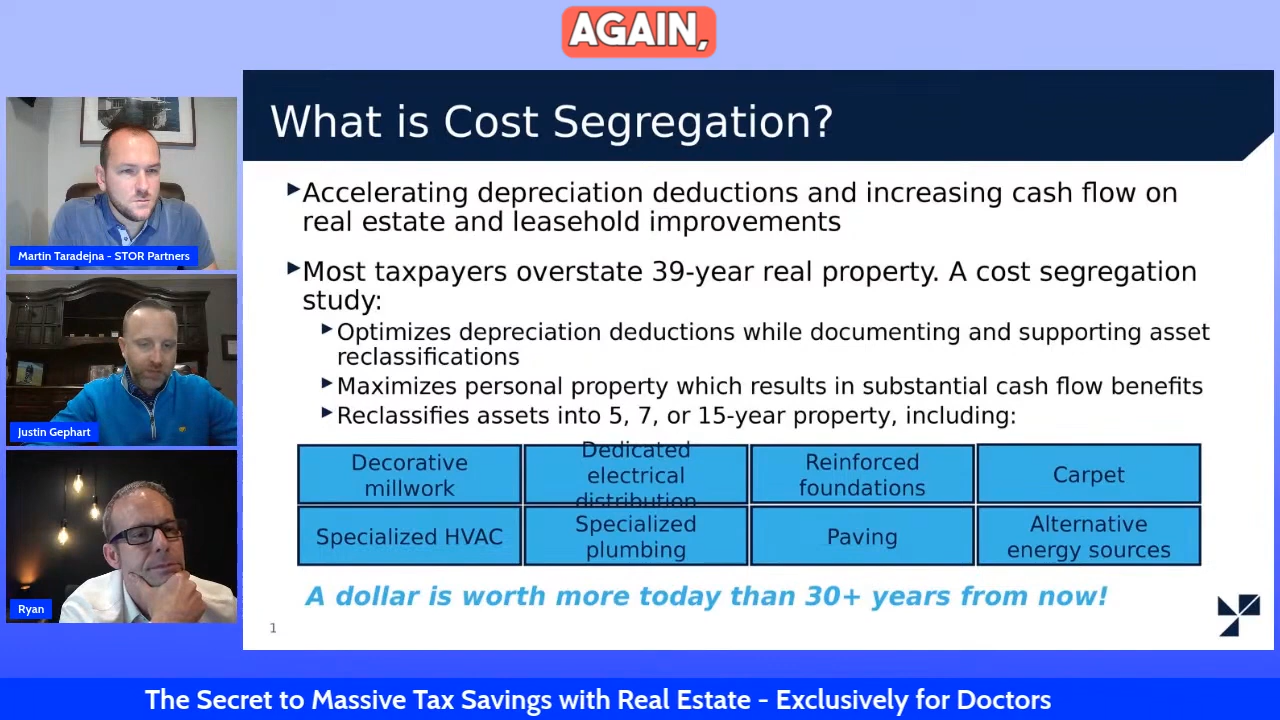 AGAIN,
What is Cost Segregation?
Accelerating depreciation deductions and increasing cash flow on
real estate and leasehold improvements
Most taxpayers overstate 39-year real property. A cost segregation
study:
Optimizes depreciation deductions while documenting and supporting asset
reclassifications
Maximizes personal property which results in substantial cash flow benefits
Reclassifies assets into 5, 7, or 15-year property, including:
Decorative
millwork
Dedicated
electrical
distribution
Reinforced
foundations
Carpet
Specialized HVAC
Specialized
plumbing
Paving
Alternative
energy sources
A dollar is worth more today than 30+ years from now!
1
Martin Taradejna - STOR Partners
Justin Gephart
Ryan
The Secret to Massive Tax Savings with Real Estate - Exclusively for Doctors